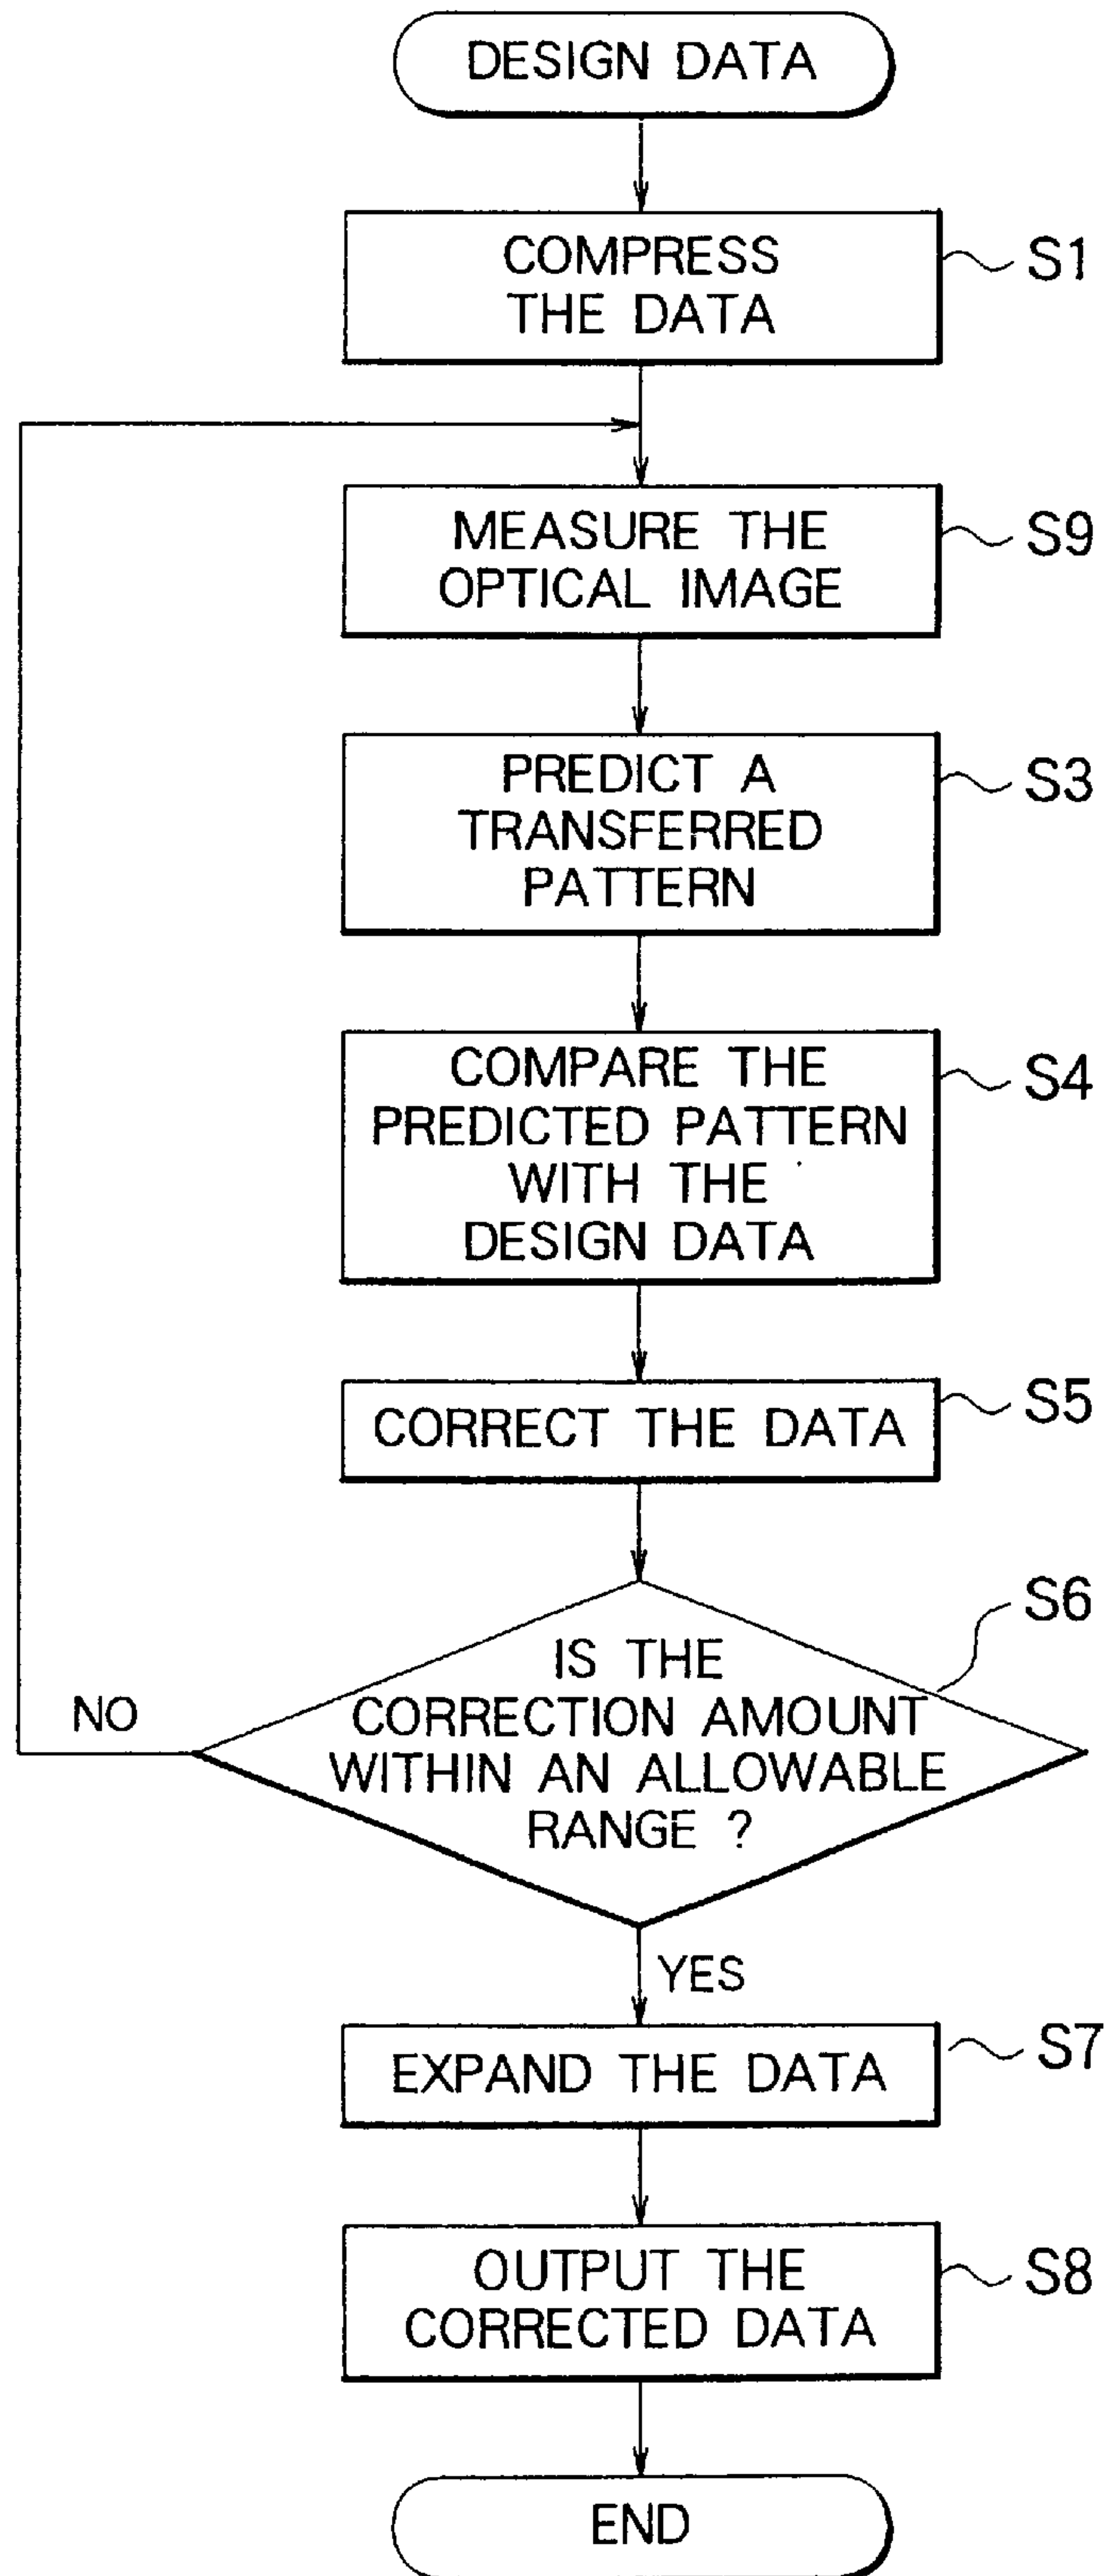 DESIGN DATA
COMPRESS
THE DATA
S1
MEASURE THE
OPTICAL IMAGE
S9
PREDICT A
TRANSFERRED
PATTERN
S3
COMPARE THE
PREDICTED PATTERN
WITH THE
DESIGN DATA
S4
CORRECT THE DATA
S5
IS THE
CORRECTION AMOUNT
WITHIN AN ALLOWABLE
RANGE ?
S6
NO
YES
EXPAND THE DATA
S7
OUTPUT THE
CORRECTED DATA
S8
END